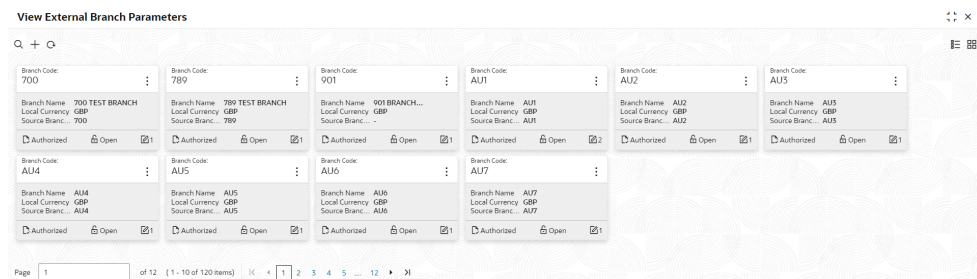 View External Branch Parameters
Branch Code:
700
Branch Name 700 TEST BRANCH
Local Currency GBP
Source Branc... 700
Authorized Open 1
Branch Code:
789
Branch Name 789 TEST BRANCH
Local Currency GBP
Source Branc... 789
Authorized Open 1
Branch Code:
901
Branch Name 901 BRANCH...
Local Currency GBP
Source Branc... -
Authorized Open 1
Branch Code:
AU1
Branch Name AU1
Local Currency GBP
Source Branc... AU1
Authorized Open 2
Branch Code:
AU2
Branch Name AU2
Local Currency GBP
Source Branc... AU2
Authorized Open 1
Branch Code:
AU3
Branch Name AU3
Local Currency GBP
Source Branc... AU3
Authorized Open 1
Branch Code:
AU4
Branch Name AU4
Local Currency GBP
Source Branc... AU4
Authorized Open 1
Branch Code:
AU5
Branch Name AU5
Local Currency GBP
Source Branc... AU5
Authorized Open 1
Branch Code:
AU6
Branch Name AU6
Local Currency GBP
Source Branc... AU6
Authorized Open 1
Branch Code:
AU7
Branch Name AU7
Local Currency GBP
Source Branc... AU7
Authorized Open 1
Page 1 of 12 (1 - 10 of 120 items) 1 2 3 4 5 ... 12